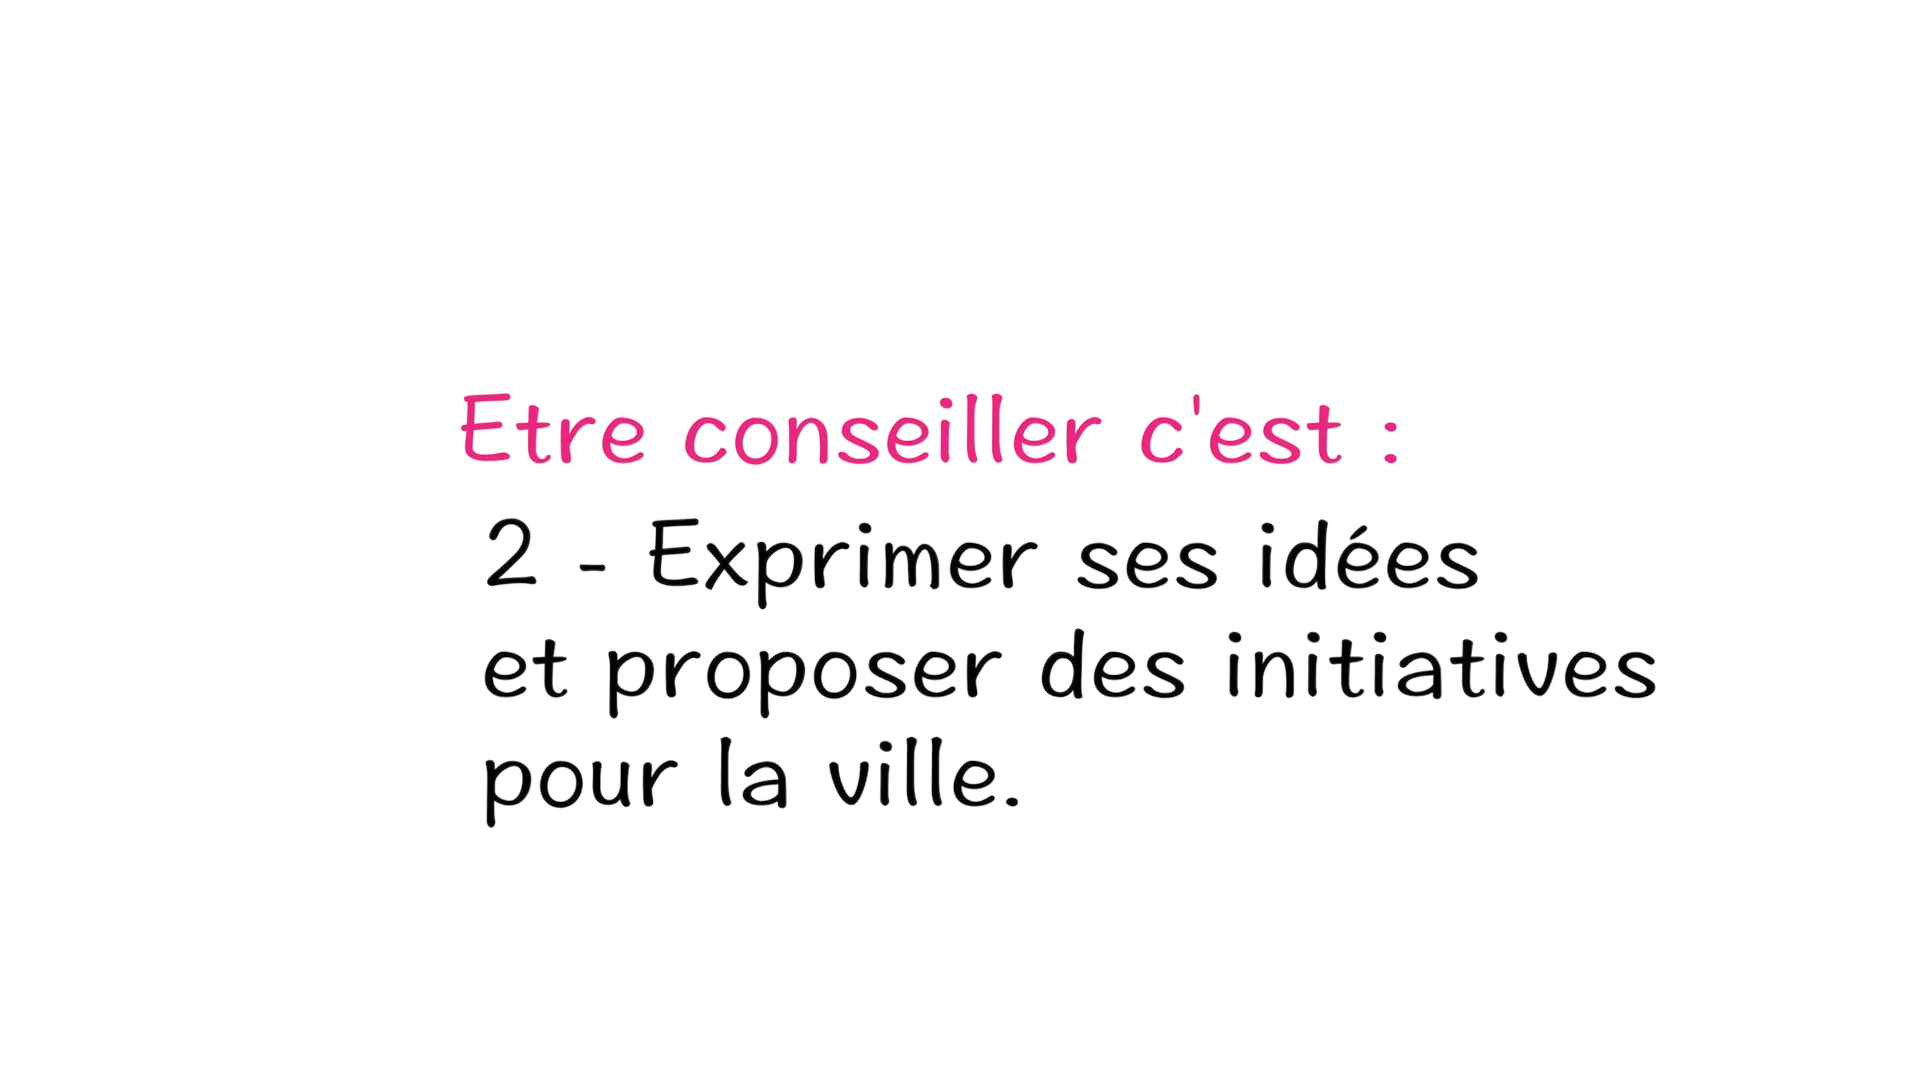 Etre conseiller c'est :
2 - Exprimer ses idées
et proposer des initiatives
pour la ville.